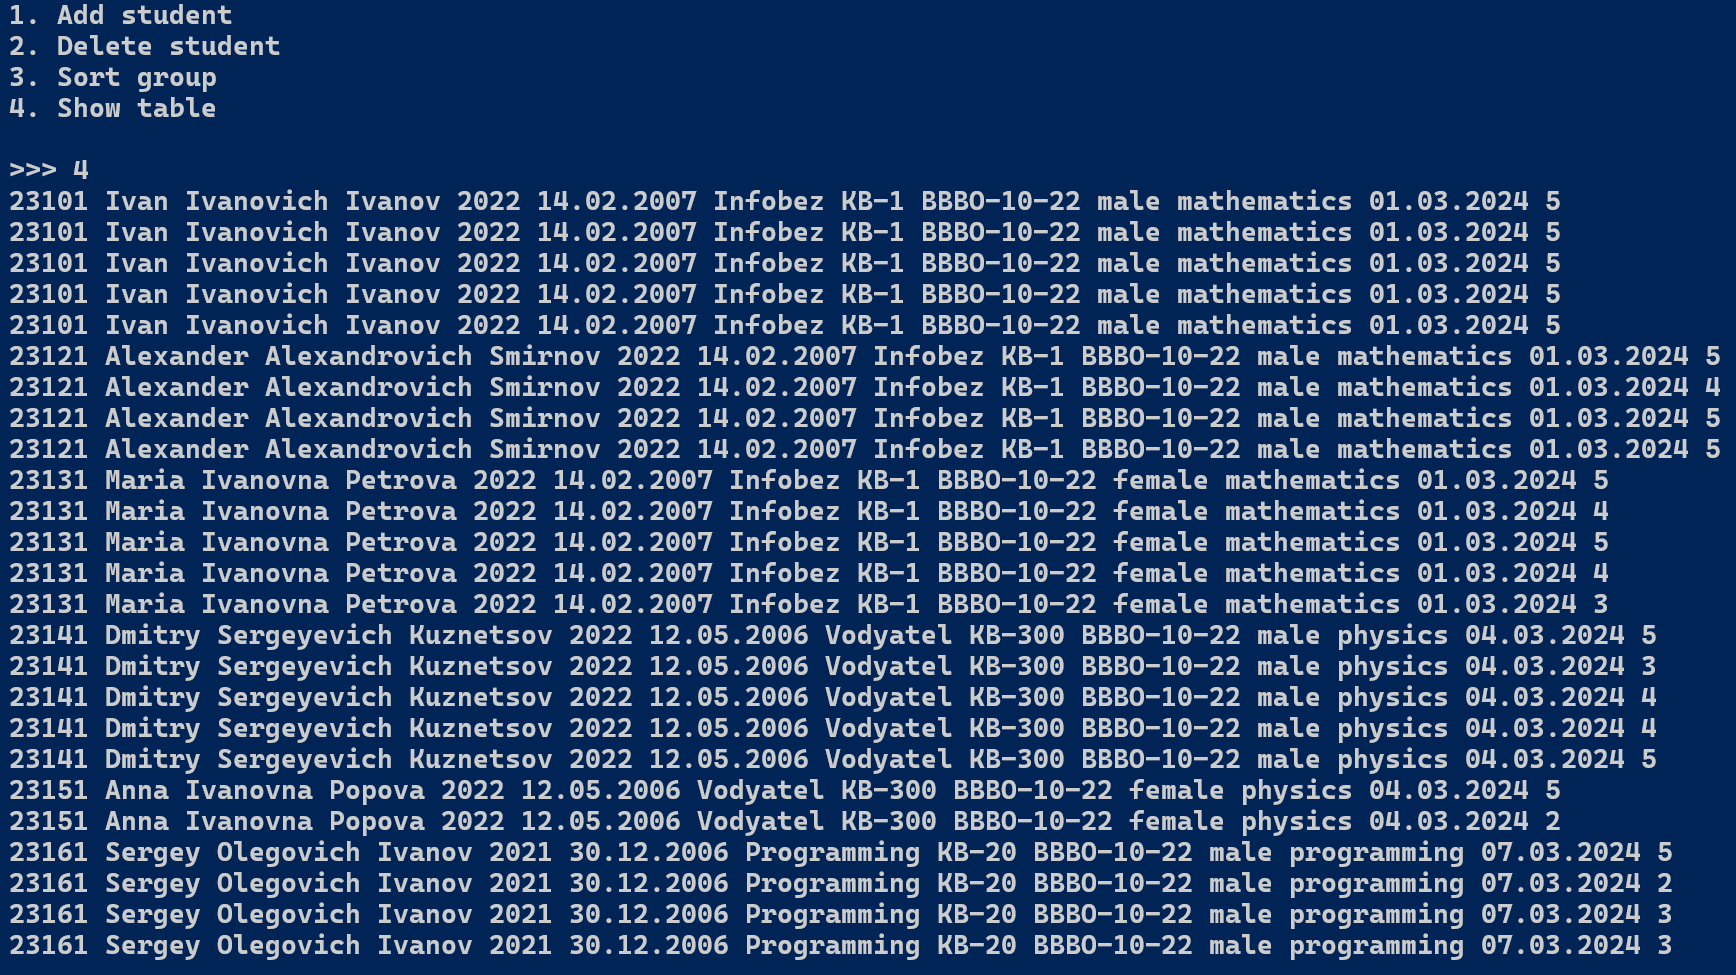 1. Add student
2. Delete student
3. Sort group
4. Show table
>>> 4
23101 Ivan Ivanovich Ivanov 2022 14.02.2007 Infobez KB-1 BBBO-10-22 male mathematics 01.03.2024 5
23101 Ivan Ivanovich Ivanov 2022 14.02.2007 Infobez KB-1 BBBO-10-22 male mathematics 01.03.2024 5
23101 Ivan Ivanovich Ivanov 2022 14.02.2007 Infobez KB-1 BBBO-10-22 male mathematics 01.03.2024 5
23101 Ivan Ivanovich Ivanov 2022 14.02.2007 Infobez KB-1 BBBO-10-22 male mathematics 01.03.2024 5
23101 Ivan Ivanovich Ivanov 2022 14.02.2007 Infobez KB-1 BBBO-10-22 male mathematics 01.03.2024 5
23121 Alexander Alexandrovich Smirnov 2022 14.02.2007 Infobez KB-1 BBBO-10-22 male mathematics 01.03.2024 5
23121 Alexander Alexandrovich Smirnov 2022 14.02.2007 Infobez KB-1 BBBO-10-22 male mathematics 01.03.2024 4
23121 Alexander Alexandrovich Smirnov 2022 14.02.2007 Infobez KB-1 BBBO-10-22 male mathematics 01.03.2024 5
23121 Alexander Alexandrovich Smirnov 2022 14.02.2007 Infobez KB-1 BBBO-10-22 male mathematics 01.03.2024 5
23131 Maria Ivanovna Petrova 2022 14.02.2007 Infobez KB-1 BBBO-10-22 female mathematics 01.03.2024 5
23131 Maria Ivanovna Petrova 2022 14.02.2007 Infobez KB-1 BBBO-10-22 female mathematics 01.03.2024 4
23131 Maria Ivanovna Petrova 2022 14.02.2007 Infobez KB-1 BBBO-10-22 female mathematics 01.03.2024 5
23131 Maria Ivanovna Petrova 2022 14.02.2007 Infobez KB-1 BBBO-10-22 female mathematics 01.03.2024 4
23131 Maria Ivanovna Petrova 2022 14.02.2007 Infobez KB-1 BBBO-10-22 female mathematics 01.03.2024 3
23141 Dmitry Sergeyevich Kuznetsov 2022 12.05.2006 Vodyatel KB-300 BBBO-10-22 male physics 04.03.2024 5
23141 Dmitry Sergeyevich Kuznetsov 2022 12.05.2006 Vodyatel KB-300 BBBO-10-22 male physics 04.03.2024 3
23141 Dmitry Sergeyevich Kuznetsov 2022 12.05.2006 Vodyatel KB-300 BBBO-10-22 male physics 04.03.2024 4
23141 Dmitry Sergeyevich Kuznetsov 2022 12.05.2006 Vodyatel KB-300 BBBO-10-22 male physics 04.03.2024 4
23141 Dmitry Sergeyevich Kuznetsov 2022 12.05.2006 Vodyatel KB-300 BBBO-10-22 male physics 04.03.2024 5
23151 Anna Ivanovna Popova 2022 12.05.2006 Vodyatel KB-300 BBBO-10-22 female physics 04.03.2024 5
23151 Anna Ivanovna Popova 2022 12.05.2006 Vodyatel KB-300 BBBO-10-22 female physics 04.03.2024 2
23161 Sergey Olegovich Ivanov 2021 30.12.2006 Programming KB-20 BBBO-10-22 male programming 07.03.2024 5
23161 Sergey Olegovich Ivanov 2021 30.12.2006 Programming KB-20 BBBO-10-22 male programming 07.03.2024 2
23161 Sergey Olegovich Ivanov 2021 30.12.2006 Programming KB-20 BBBO-10-22 male programming 07.03.2024 3
23161 Sergey Olegovich Ivanov 2021 30.12.2006 Programming KB-20 BBBO-10-22 male programming 07.03.2024 3